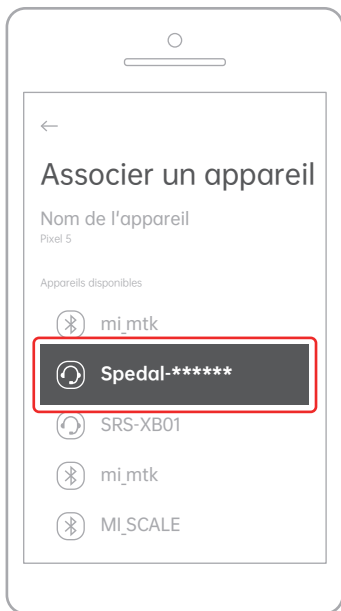 Associer un appareil
Nom de l'appareil
Pixel 5
Appareils disponibles
mi_mtk
Spedal-******
SRS-XB01
mi_mtk
MI_SCALE